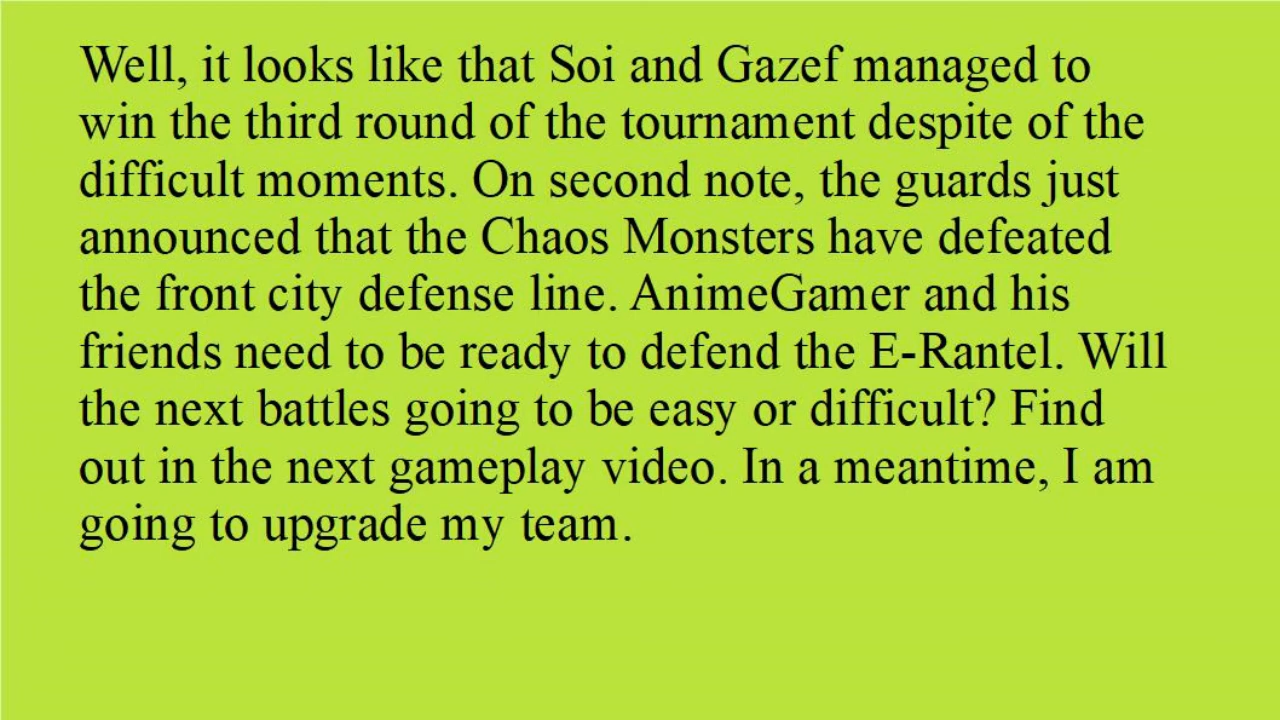 Well, it looks like that Soi and Gazef managed to
win the third round of the tournament despite of the
difficult moments. On second note, the guards just
announced that the Chaos Monsters have defeated
the front city defense line. AnimeGamer and his
friends need to be ready to defend the E-Rantel. Will
the next battles going to be easy or difficult? Find
out in the next gameplay video. In a meantime, I am
going to upgrade my team.